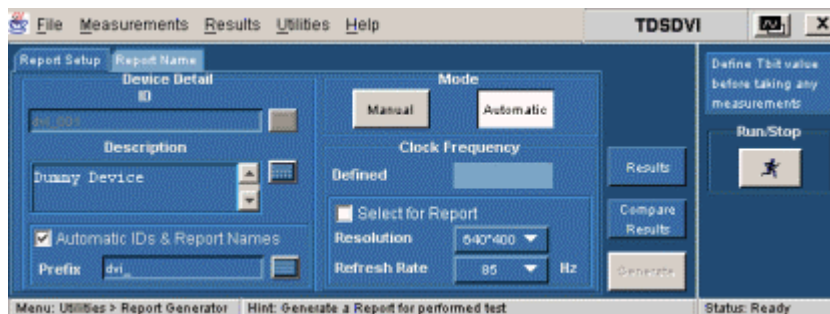 File Measurements Results Utilities Help TDSDVI X
Report Setup Report Name
Device Detail
ID
dvi_001
Description
Dummy Device
Automatic IDs & Report Names
Prefix dvi_
Mode
Manual Automatic
Clock Frequency
Defined
Select for Report
Resolution 640*400
Refresh Rate 85 Hz
Results
Compare
Results
Generate
Define Tbit value
before taking any
measurements
Run/Stop
Menu: Utilities > Report Generator Hint: Generate a Report for performed test Status: Ready